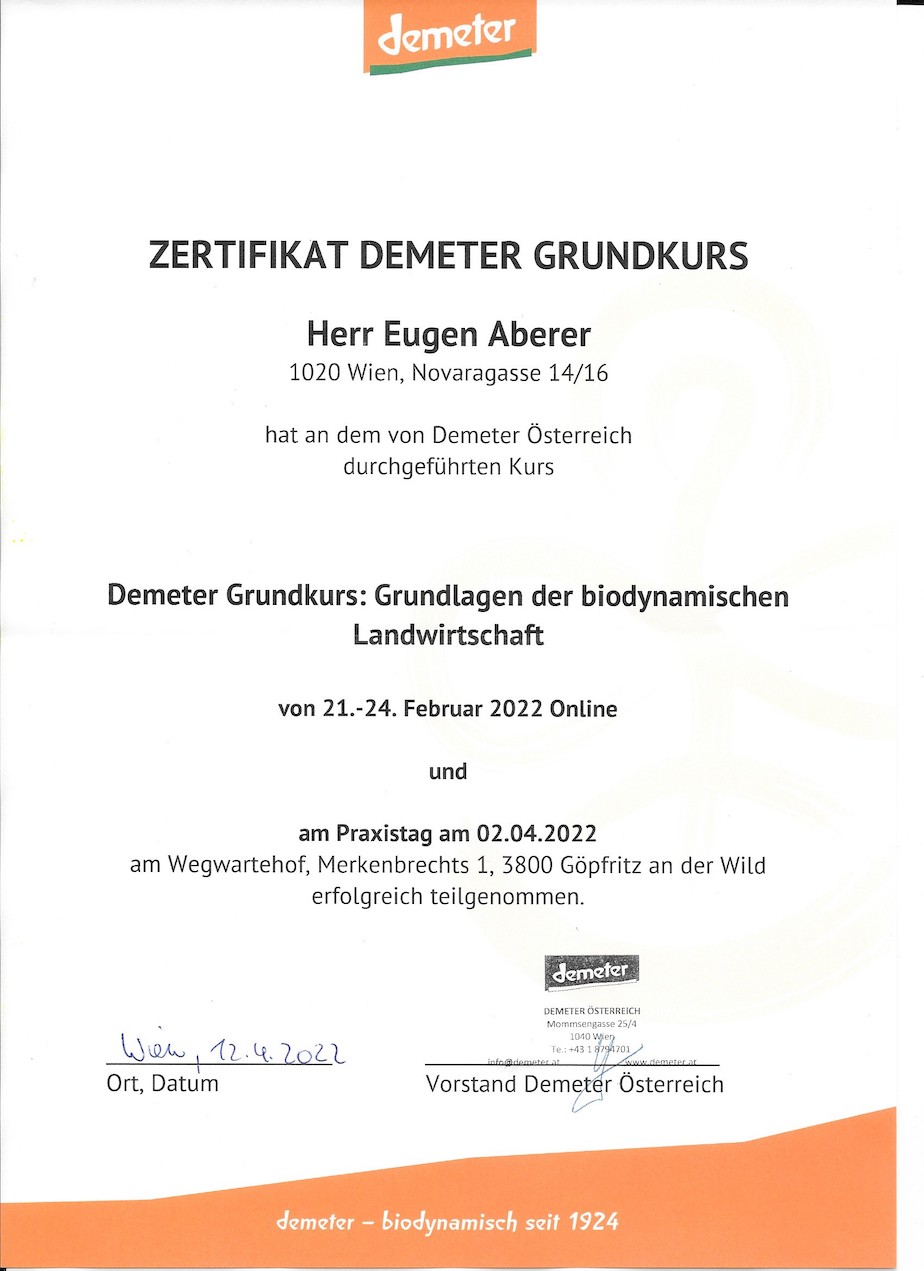 demeter
ZERTIFIKAT DEMETER GRUNDKURS
Herr Eugen Aberer
1020 Wien, Novaragasse 14/16
hat an dem von Demeter Österreich
durchgeführten Kurs
Demeter Grundkurs: Grundlagen der biodynamischen
Landwirtschaft
von 21.-24. Februar 2022 Online
und
am Praxistag am 02.04.2022
am Wegwartehof, Merkenbrechts 1, 3800 Göpfritz an der Wild
erfolgreich teilgenommen.
demeter
DEMETER ÖSTERREICH
Mommsengasse 25/4
1040 Wien
Te.: +43 1 8794701
info@demeter.at www.demeter.at
Wien, 12.4.2022
Ort, Datum
Vorstand Demeter Österreich
demeter – biodynamisch seit 1924